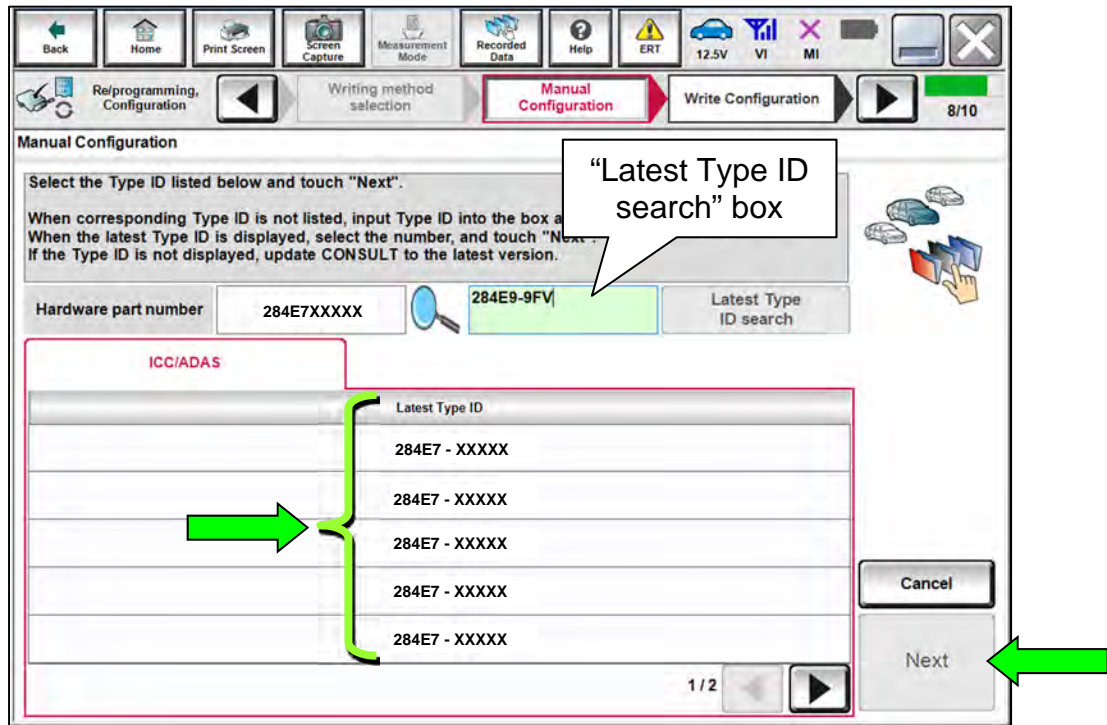 Back
Home
Print Screen
Screen
Capture
Measurement
Mode
Recorded
Data
Help
ERT
12.5V
VI
MI
Re/programming,
Configuration
Writing method
selection
Manual
Configuration
Write Configuration
8/10
Manual Configuration
“Latest Type ID
search” box
Select the Type ID listed below and touch "Next".
When corresponding Type ID is not listed, input Type ID into the box a
When the latest Type ID is displayed, select the number, and touch "Next".
If the Type ID is not displayed, update CONSULT to the latest version.
Hardware part number
284E7XXXXX
284E9-9FV
Latest Type
ID search
ICC/ADAS
Latest Type ID
284E7 - XXXXX
284E7 - XXXXX
284E7 - XXXXX
284E7 - XXXXX
284E7 - XXXXX
Cancel
Next
1/2